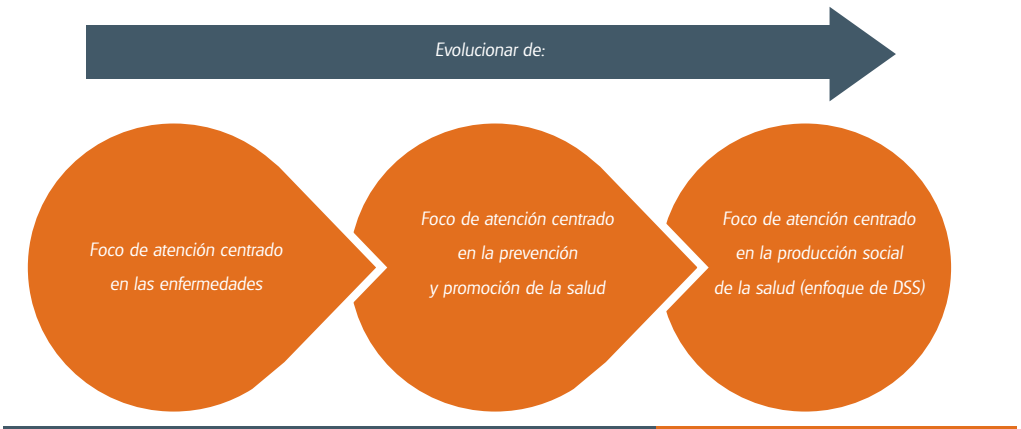 Evolucionar de:
Foco de atención centrado
en las enfermedades
Foco de atención centrado
en la prevención
y promoción de la salud
Foco de atención centrado
en la producción social
de la salud (enfoque de DSS)